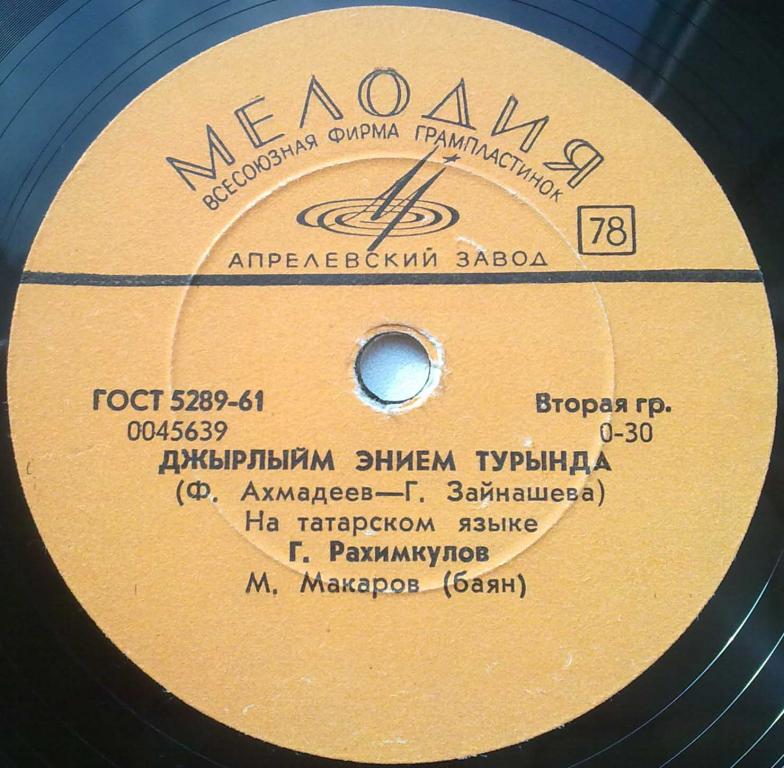 МЕЛОДИЯ
ВСЕСОЮЗНАЯ ФИРМА ГРАМПЛАСТИНОК
78
АПРЕЛЕВСКИЙ ЗАВОД
ГОСТ 5289-61 Вторая гр.
0045639 0-30
ДЖЫРЛЫЙМ ЭНИЕМ ТУРЫНДА
(Ф. Ахмадеев—Г. Зайнашева)
На татарском языке
Г. Рахимкулов
М. Макаров (баян)